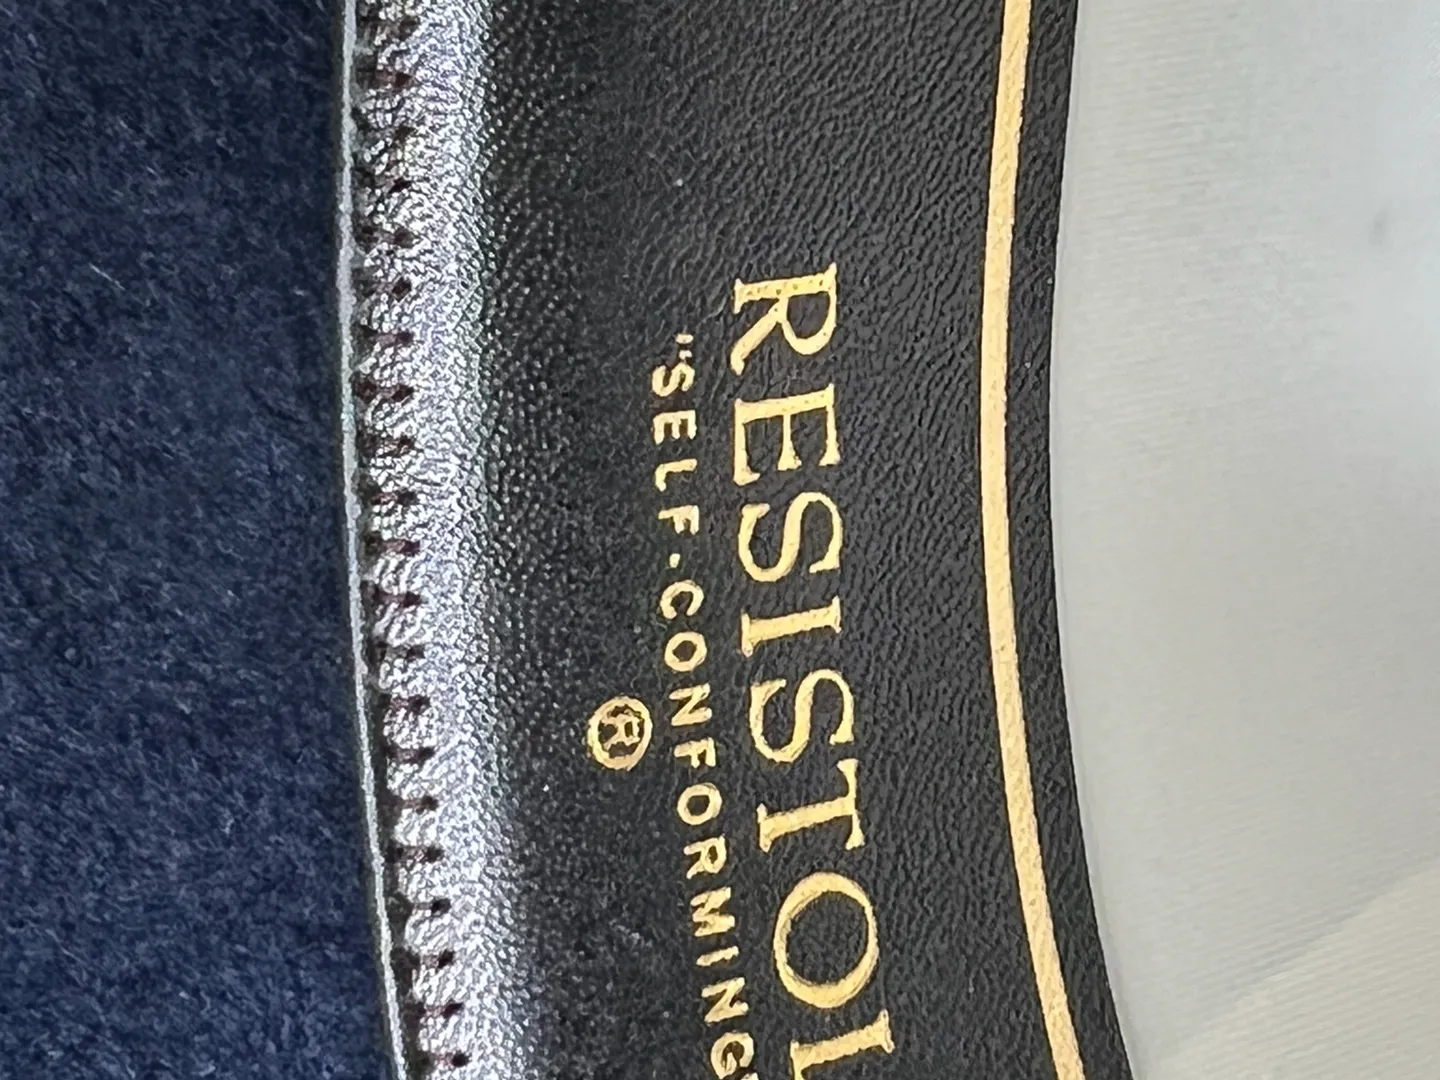 RESISTOL
"SELF-CONFORMING"
®